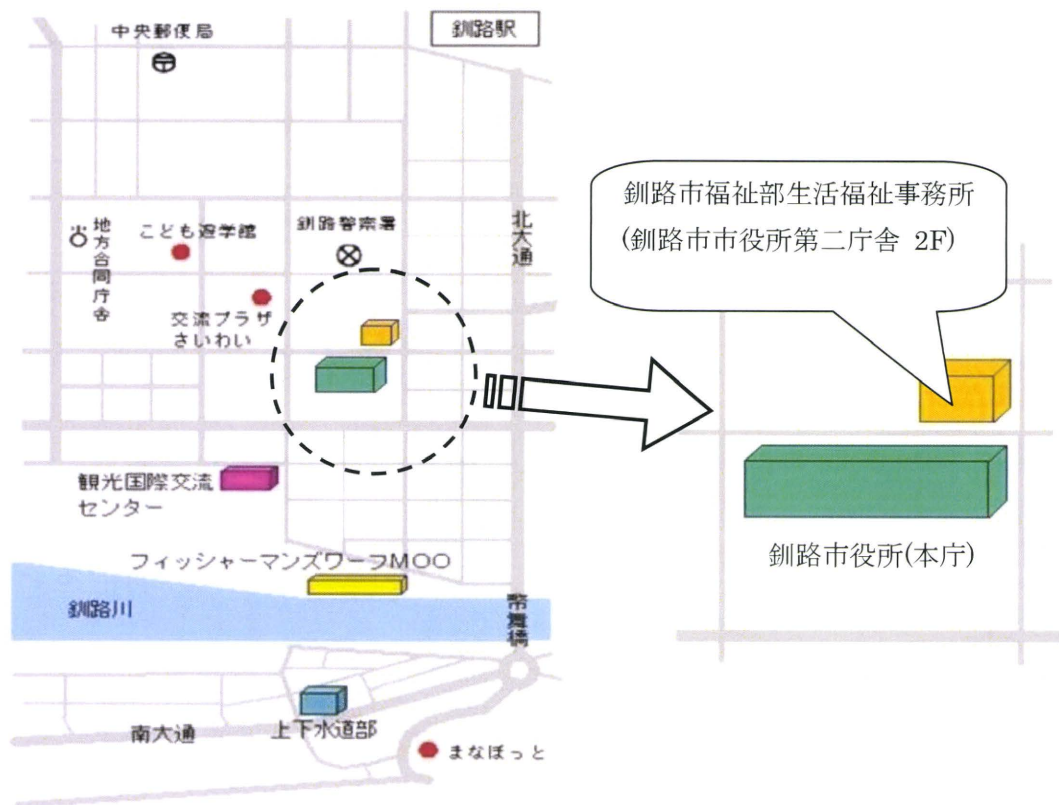 中央郵便局
釧路駅
釧路市福祉部生活福祉事務所
(釧路市市役所第二庁舎 2F)
地方合同庁舎
こども遊学館
釧路警察署
北大通
交流プラザ
さいわい
観光国際交流
センター
釧路市役所(本庁)
フィッシャーマンズワーフMOO
釧路川
幣舞橋
南大通
上下水道部
まなぼっと